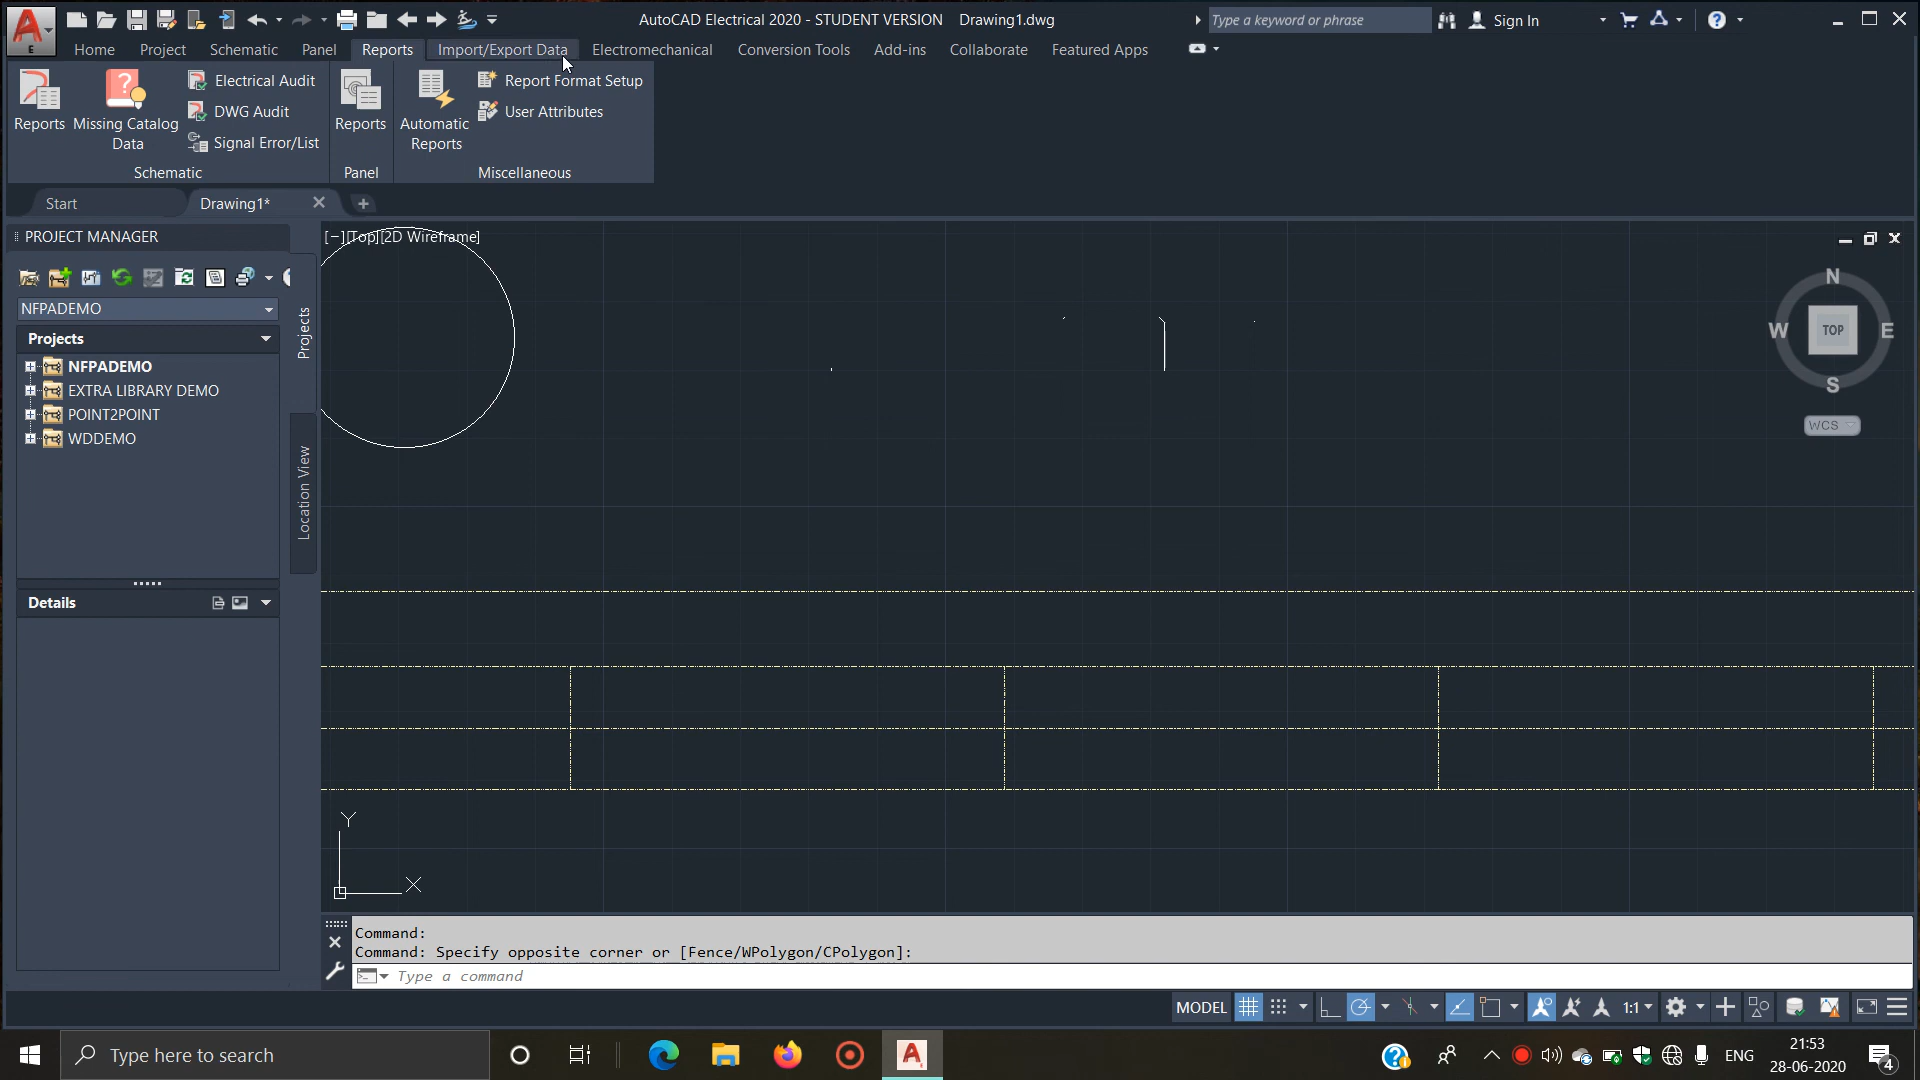 AutoCAD Electrical 2020 - STUDENT VERSION Drawing1.dwg
Type a keyword or phrase
Sign In
E
Home Project Schematic Panel Reports Import/Export Data Electromechanical Conversion Tools Add-ins Collaborate Featured Apps
Reports
Missing Catalog
Data
Electrical Audit
DWG Audit
Signal Error/List
Schematic
Reports
Panel
Automatic
Reports
Report Format Setup
User Attributes
Miscellaneous
Start
Drawing1*
PROJECT MANAGER
NFPADEMO
Projects
NFPADEMO
EXTRA LIBRARY DEMO
POINT2POINT
WDDEMO
Details
Projects
Location View
[−][Top][2D Wireframe]
N
W TOP E
S
WCS
Y
X
Command:
Command: Specify opposite corner or [Fence/WPolygon/CPolygon]:
Type a command
MODEL
1:1
Type here to search
ENG
21:53
28-06-2020
4